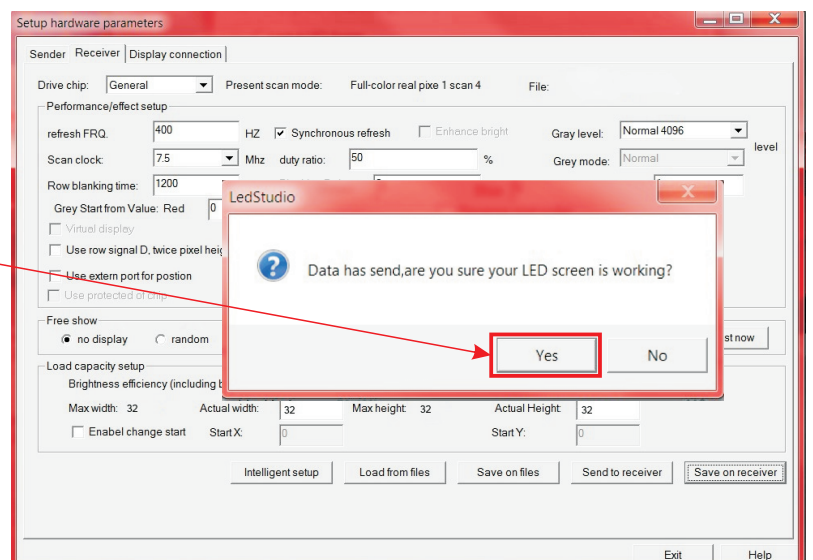 Setup hardware parameters
Sender Receiver Display connection
Drive chip: General Present scan mode: Full-color real pixe 1 scan 4 File:
Performance/effect setup
refresh FRQ. 400 HZ Synchronous refresh Enhance bright Gray level: Normal 4096 level
Scan clock: 7.5 Mhz duty ratio: 50 % Grey mode: Normal
Row blanking time: 1200
Grey Start from Value: Red 0
LedStudio
Virtual display
Use row signal D, twice pixel heig
Data has send,are you sure your LED screen is working?
Use extern port for postion
Use protected of chip
Free show
no display random st now
Yes No
Load capacity setup
Brightness efficiency (including b
Max width: 32 Actual width: 32 Max height: 32 Actual Height: 32
Enabel change start Start X: 0 Start Y: 0
Intelligent setup Load from files Save on files Send to receiver Save on receiver
Exit Help